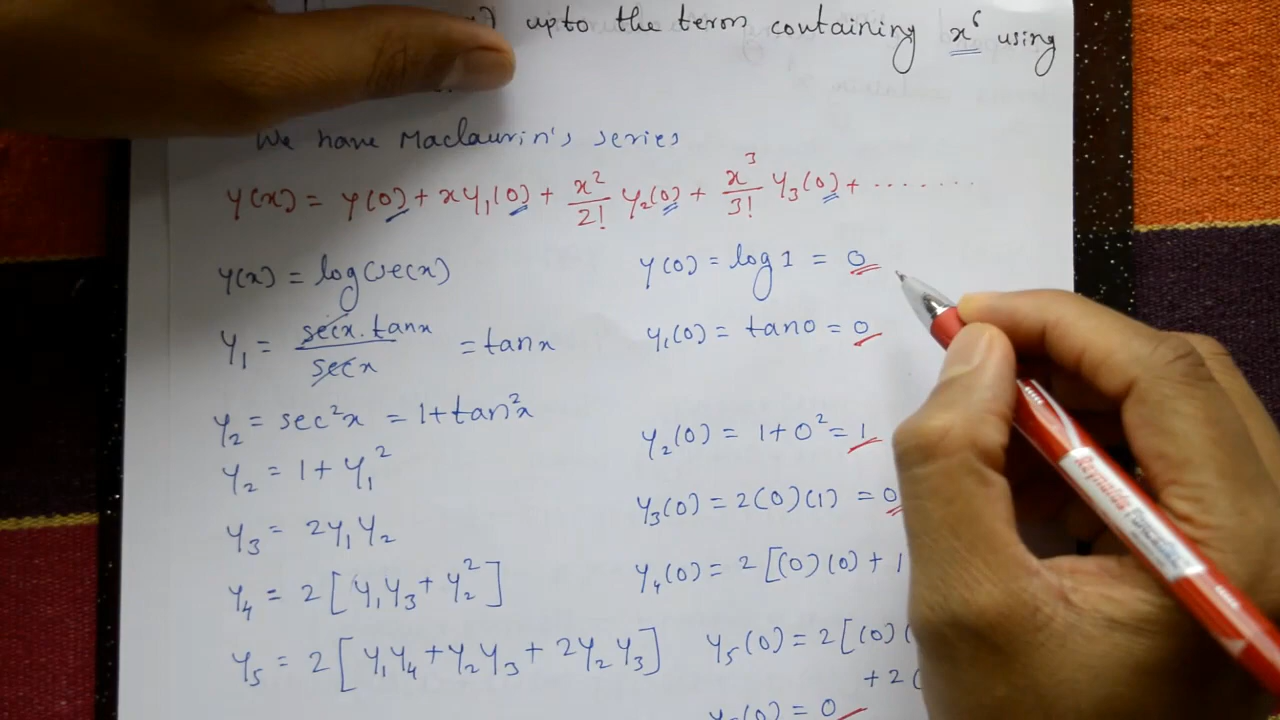 upto the term containing x⁶ using
We have Maclaurin's series
y(x) = y(0) + x y₁(0) + x²/2! y₂(0) + x³/3! y₃(0) + ........
y(x) = log(secx)
y(0) = log 1 = 0
y₁ = secx.tanx/secx = tanx
y₁(0) = tan0 = 0
y₂ = sec²x = 1+tan²x
y₂(0) = 1+0² = 1
y₂ = 1 + y₁²
y₃(0) = 2(0)(1) = 0
y₃ = 2y₁y₂
y₄(0) = 2[(0)(0) + 1
y₄ = 2[y₁y₃ + y₂²]
y₅ = 2[y₁y₄ + y₂y₃ + 2y₂y₃]
y₅(0) = 2[(0)(
+ 2(
(0) = 0
Reynolds